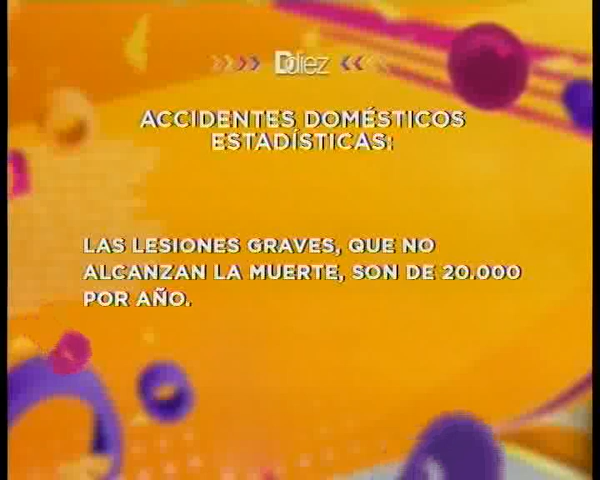 Ddiez
ACCIDENTES DOMÉSTICOS
ESTADÍSTICAS:
LAS LESIONES GRAVES, QUE NO
ALCANZAN LA MUERTE, SON DE 20.000
POR AÑO.